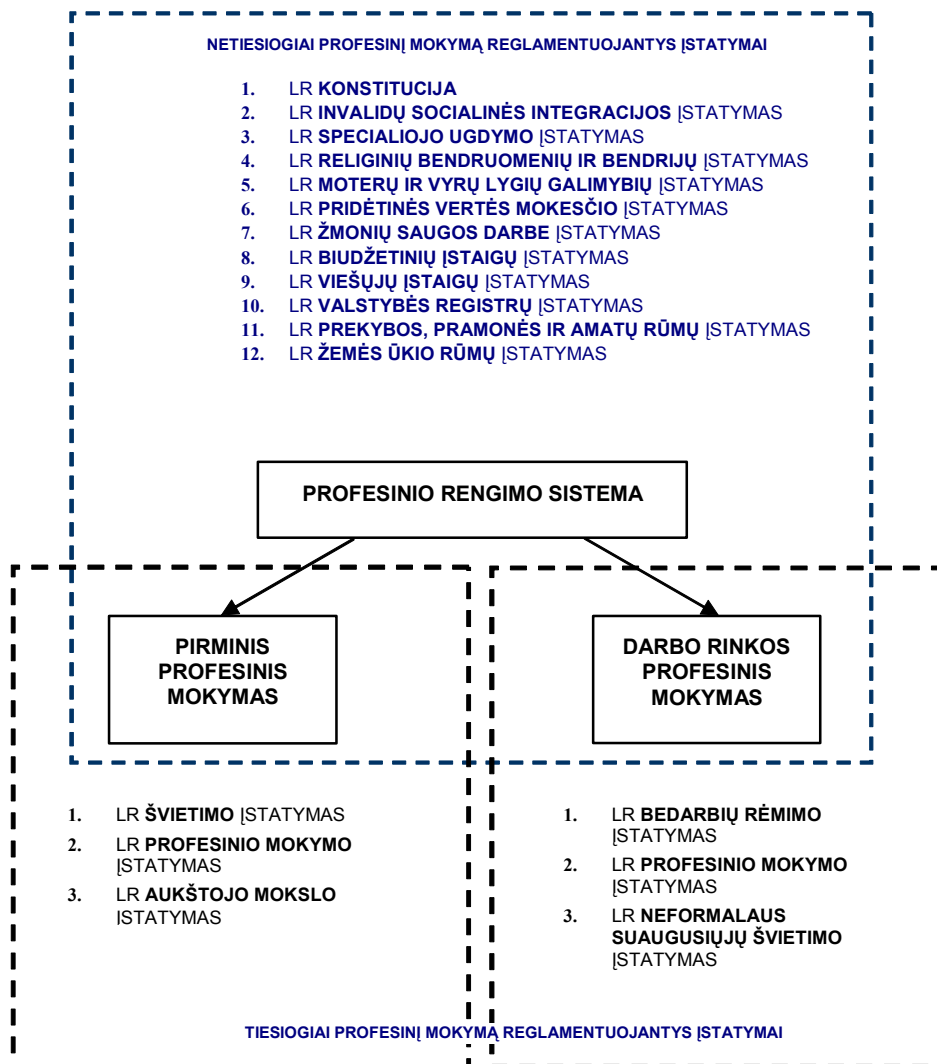 NETIESIOGIAI PROFESINĮ MOKYMĄ REGLAMENTUOJANTYS ĮSTATYMAI
1. LR KONSTITUCIJA
2. LR INVALIDŲ SOCIALINĖS INTEGRACIJOS ĮSTATYMAS
3. LR SPECIALIOJO UGDYMO ĮSTATYMAS
4. LR RELIGINIŲ BENDRUOMENIŲ IR BENDRIJŲ ĮSTATYMAS
5. LR MOTERŲ IR VYRŲ LYGIŲ GALIMYBIŲ ĮSTATYMAS
6. LR PRIDĖTINĖS VERTĖS MOKESČIO ĮSTATYMAS
7. LR ŽMONIŲ SAUGOS DARBE ĮSTATYMAS
8. LR BIUDŽETINIŲ ĮSTAIGŲ ĮSTATYMAS
9. LR VIEŠŲJŲ ĮSTAIGŲ ĮSTATYMAS
10. LR VALSTYBĖS REGISTRŲ ĮSTATYMAS
11. LR PREKYBOS, PRAMONĖS IR AMATŲ RŪMŲ ĮSTATYMAS
12. LR ŽEMĖS ŪKIO RŪMŲ ĮSTATYMAS
PROFESINIO RENGIMO SISTEMA
PIRMINIS
PROFESINIS
MOKYMAS
DARBO RINKOS
PROFESINIS
MOKYMAS
1. LR ŠVIETIMO ĮSTATYMAS
2. LR PROFESINIO MOKYMO
ĮSTATYMAS
3. LR AUKŠTOJO MOKSLO
ĮSTATYMAS
1. LR BEDARBIŲ RĖMIMO
ĮSTATYMAS
2. LR PROFESINIO MOKYMO
ĮSTATYMAS
3. LR NEFORMALAUS
SUAUGUSIŲJŲ ŠVIETIMO
ĮSTATYMAS
TIESIOGIAI PROFESINĮ MOKYMĄ REGLAMENTUOJANTYS ĮSTATYMAI